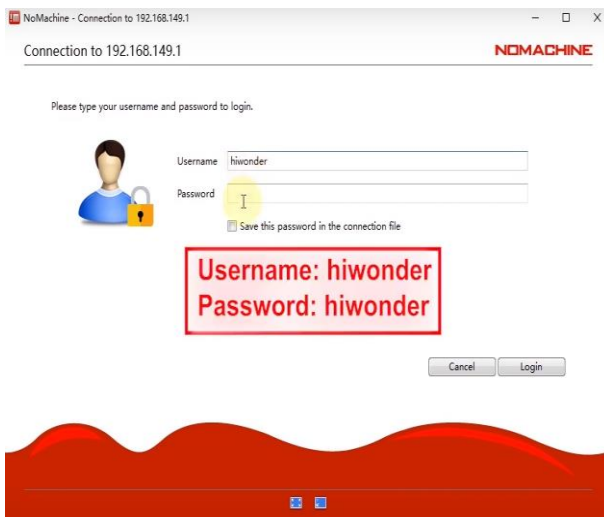 NoMachine - Connection to 192.168.149.1
Connection to 192.168.149.1
NOMACHINE
Please type your username and password to login.
Username hiwonder
Password
Save this password in the connection file
Username: hiwonder
Password: hiwonder
Cancel Login